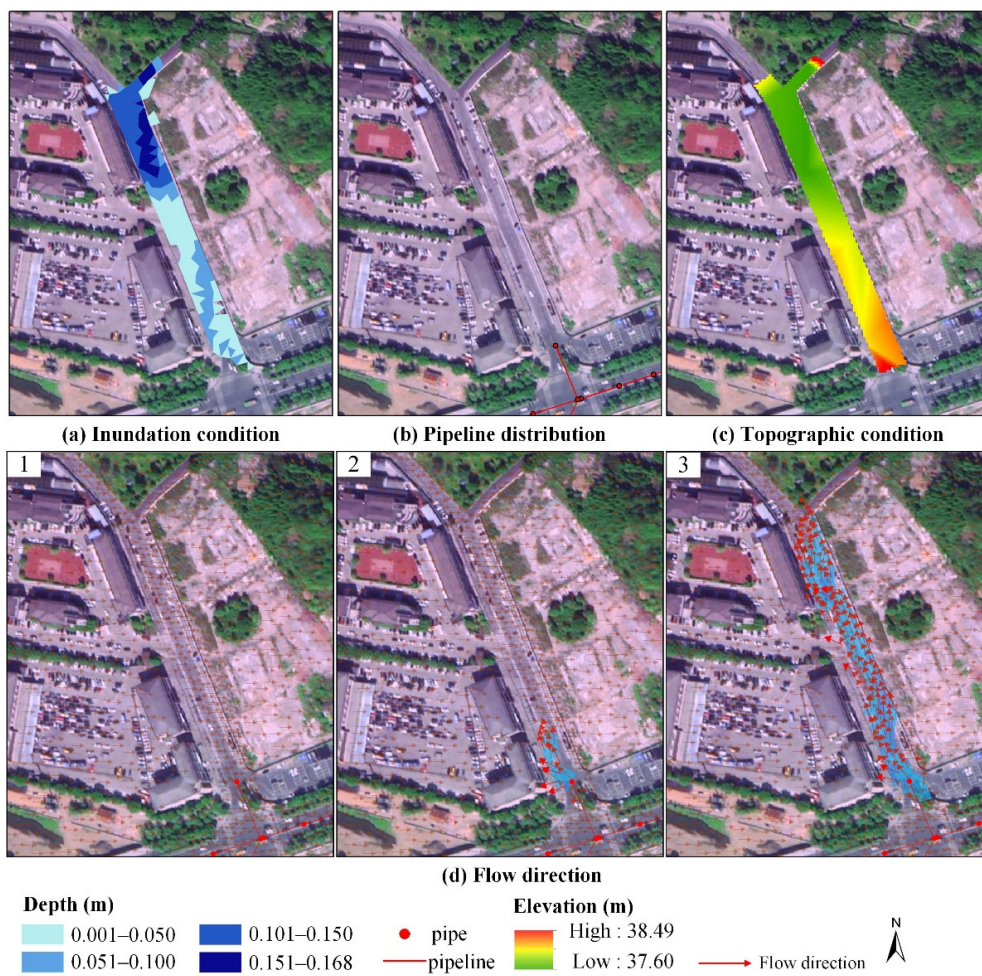 (a) Inundation condition
(b) Pipeline distribution
(c) Topographic condition
1
2
3
(d) Flow direction
Depth (m)
0.001–0.050
0.051–0.100
0.101–0.150
0.151–0.168
pipe
pipeline
Elevation (m)
High : 38.49
Low : 37.60
Flow direction
N